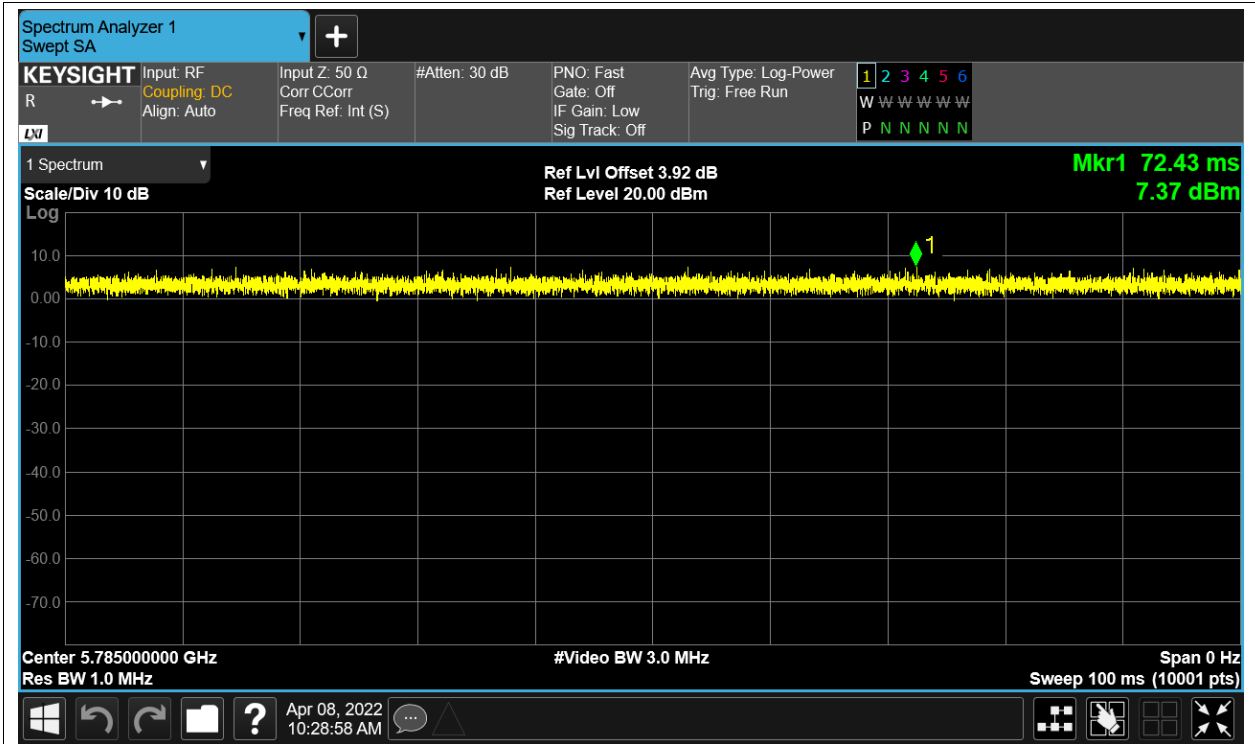 Spectrum Analyzer 1
Swept SA
KEYSIGHT
R
LXI
Input: RF
Coupling: DC
Align: Auto
Input Z: 50 Ω
Corr CCorr
Freq Ref: Int (S)
#Atten: 30 dB
PNO: Fast
Gate: Off
IF Gain: Low
Sig Track: Off
Avg Type: Log-Power
Trig: Free Run
1 2 3 4 5 6
W W W W W W
P N N N N N
1 Spectrum
Scale/Div 10 dB
Log
Ref Lvl Offset 3.92 dB
Ref Level 20.00 dBm
Mkr1 72.43 ms
7.37 dBm
1
10.0
0.00
-10.0
-20.0
-30.0
-40.0
-50.0
-60.0
-70.0
Center 5.785000000 GHz
Res BW 1.0 MHz
#Video BW 3.0 MHz
Span 0 Hz
Sweep 100 ms (10001 pts)
?
Apr 08, 2022
10:28:58 AM